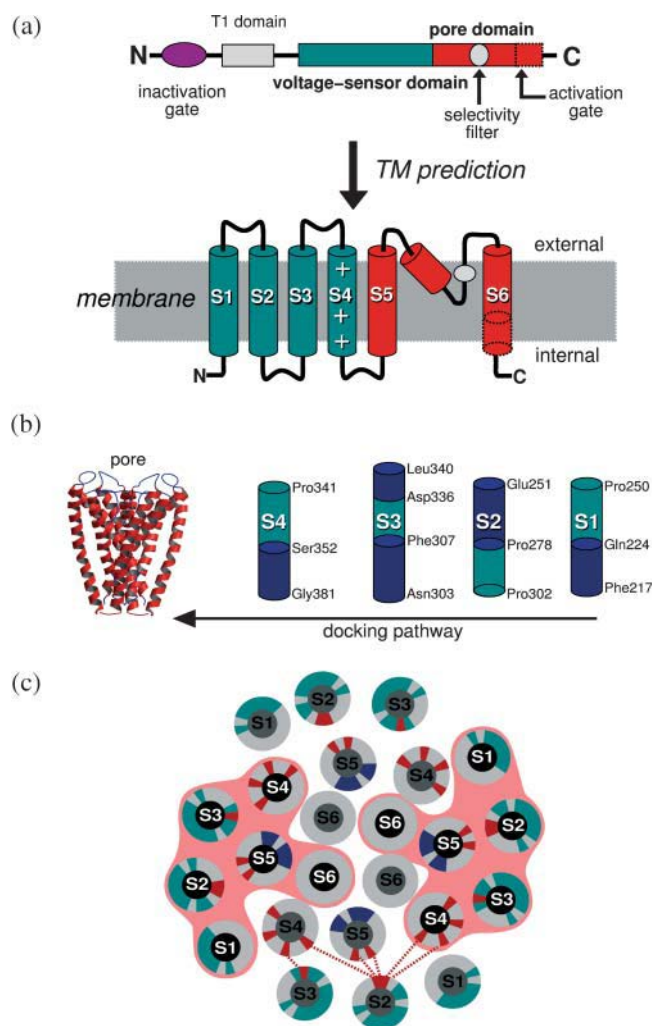 (a)
T1 domain
pore domain
N
C
voltage-sensor domain
inactivation
gate
selectivity
filter
activation
gate
TM prediction
external
membrane
S1
S2
S3
S4
S5
S6
+
+
+
internal
N
C
(b)
pore
Pro341
S4
Ser352
Gly381
Leu340
Asp336
S3
Phe307
Asn303
Glu251
S2
Pro278
Pro302
Pro250
S1
Gln224
Phe217
docking pathway
(c)
S1
S2
S3
S5
S4
S1
S4
S3
S6
S6
S2
S5
S5
S2
S6
S6
S3
S1
S4
S5
S4
S3
S2
S1